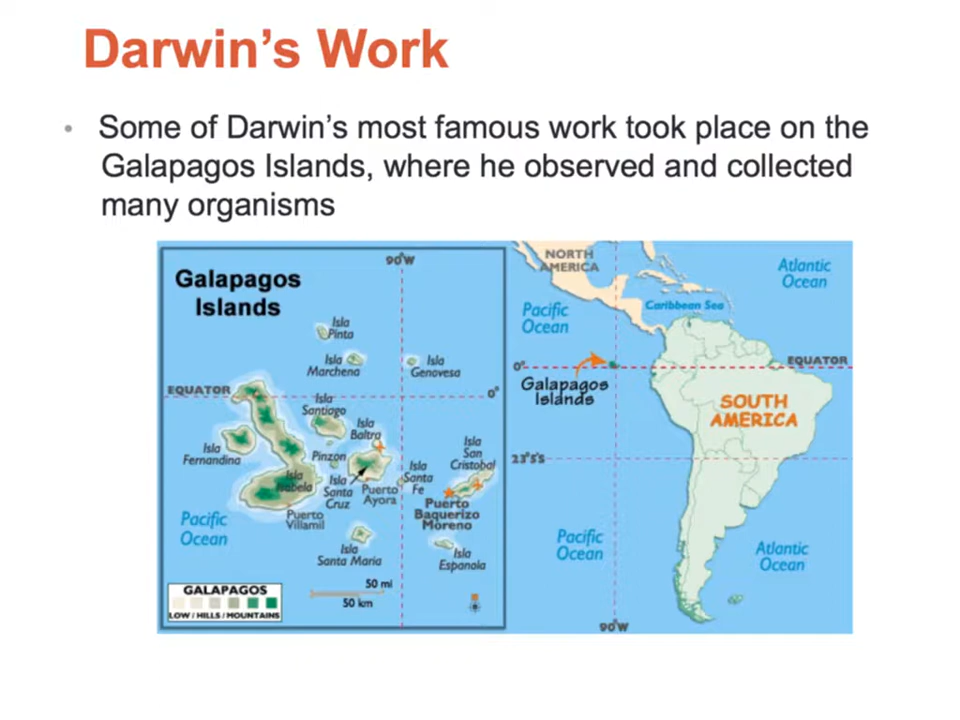 Darwin's Work
• Some of Darwin's most famous work took place on the
Galapagos Islands, where he observed and collected
many organisms
Galapagos
Islands
90°W
Isla
Pinta
Isla
Marchena
Isla
Genovesa
EQUATOR
0°
Isla
Santiago
Isla
Baltra
Isla
Fernandina
Pinzon
Isla
Isabela
Isla
Santa
Cruz
Puerto
Ayora
Isla
Santa
Fe
Isla
San
Cristobal
Puerto
Villamil
Puerto
Baquerizo
Moreno
Pacific
Ocean
Isla
Santa Maria
Isla
Espanola
GALAPAGOS
LOW / HILLS / MOUNTAINS
50 mi
50 km
NORTH
AMERICA
Atlantic
Ocean
Pacific
Ocean
Caribbean Sea
0°
EQUATOR
Galapagos
Islands
SOUTH
AMERICA
23°5'S
Pacific
Ocean
Atlantic
Ocean
90°W